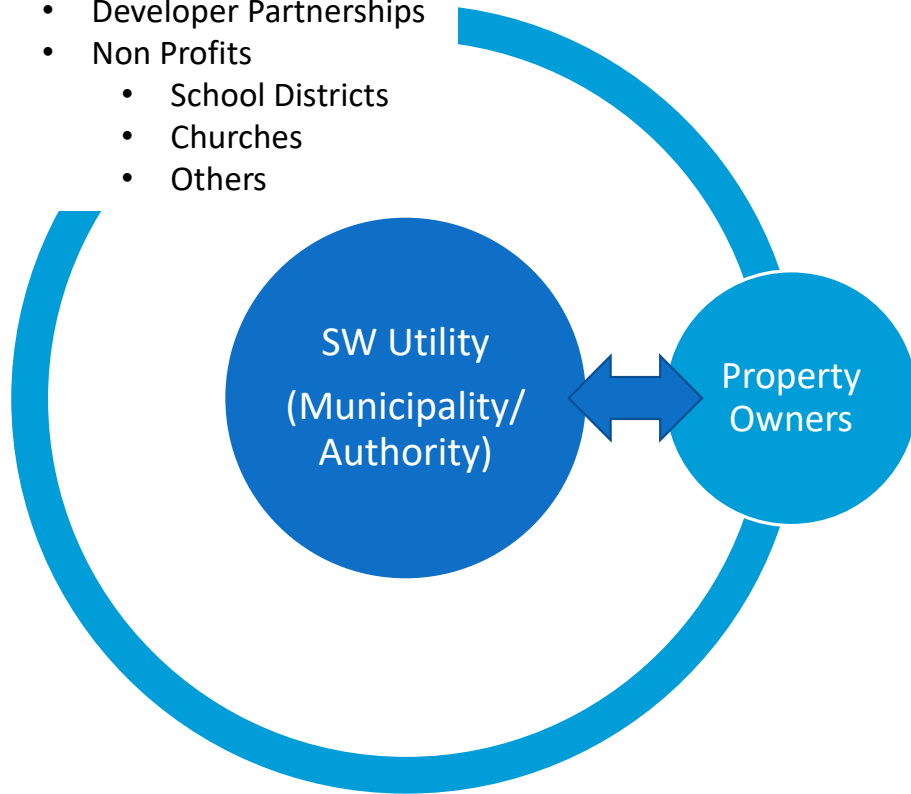 • Developer Partnerships
• Non Profits
• School Districts
• Churches
• Others
SW Utility
(Municipality/
Authority)
Property
Owners